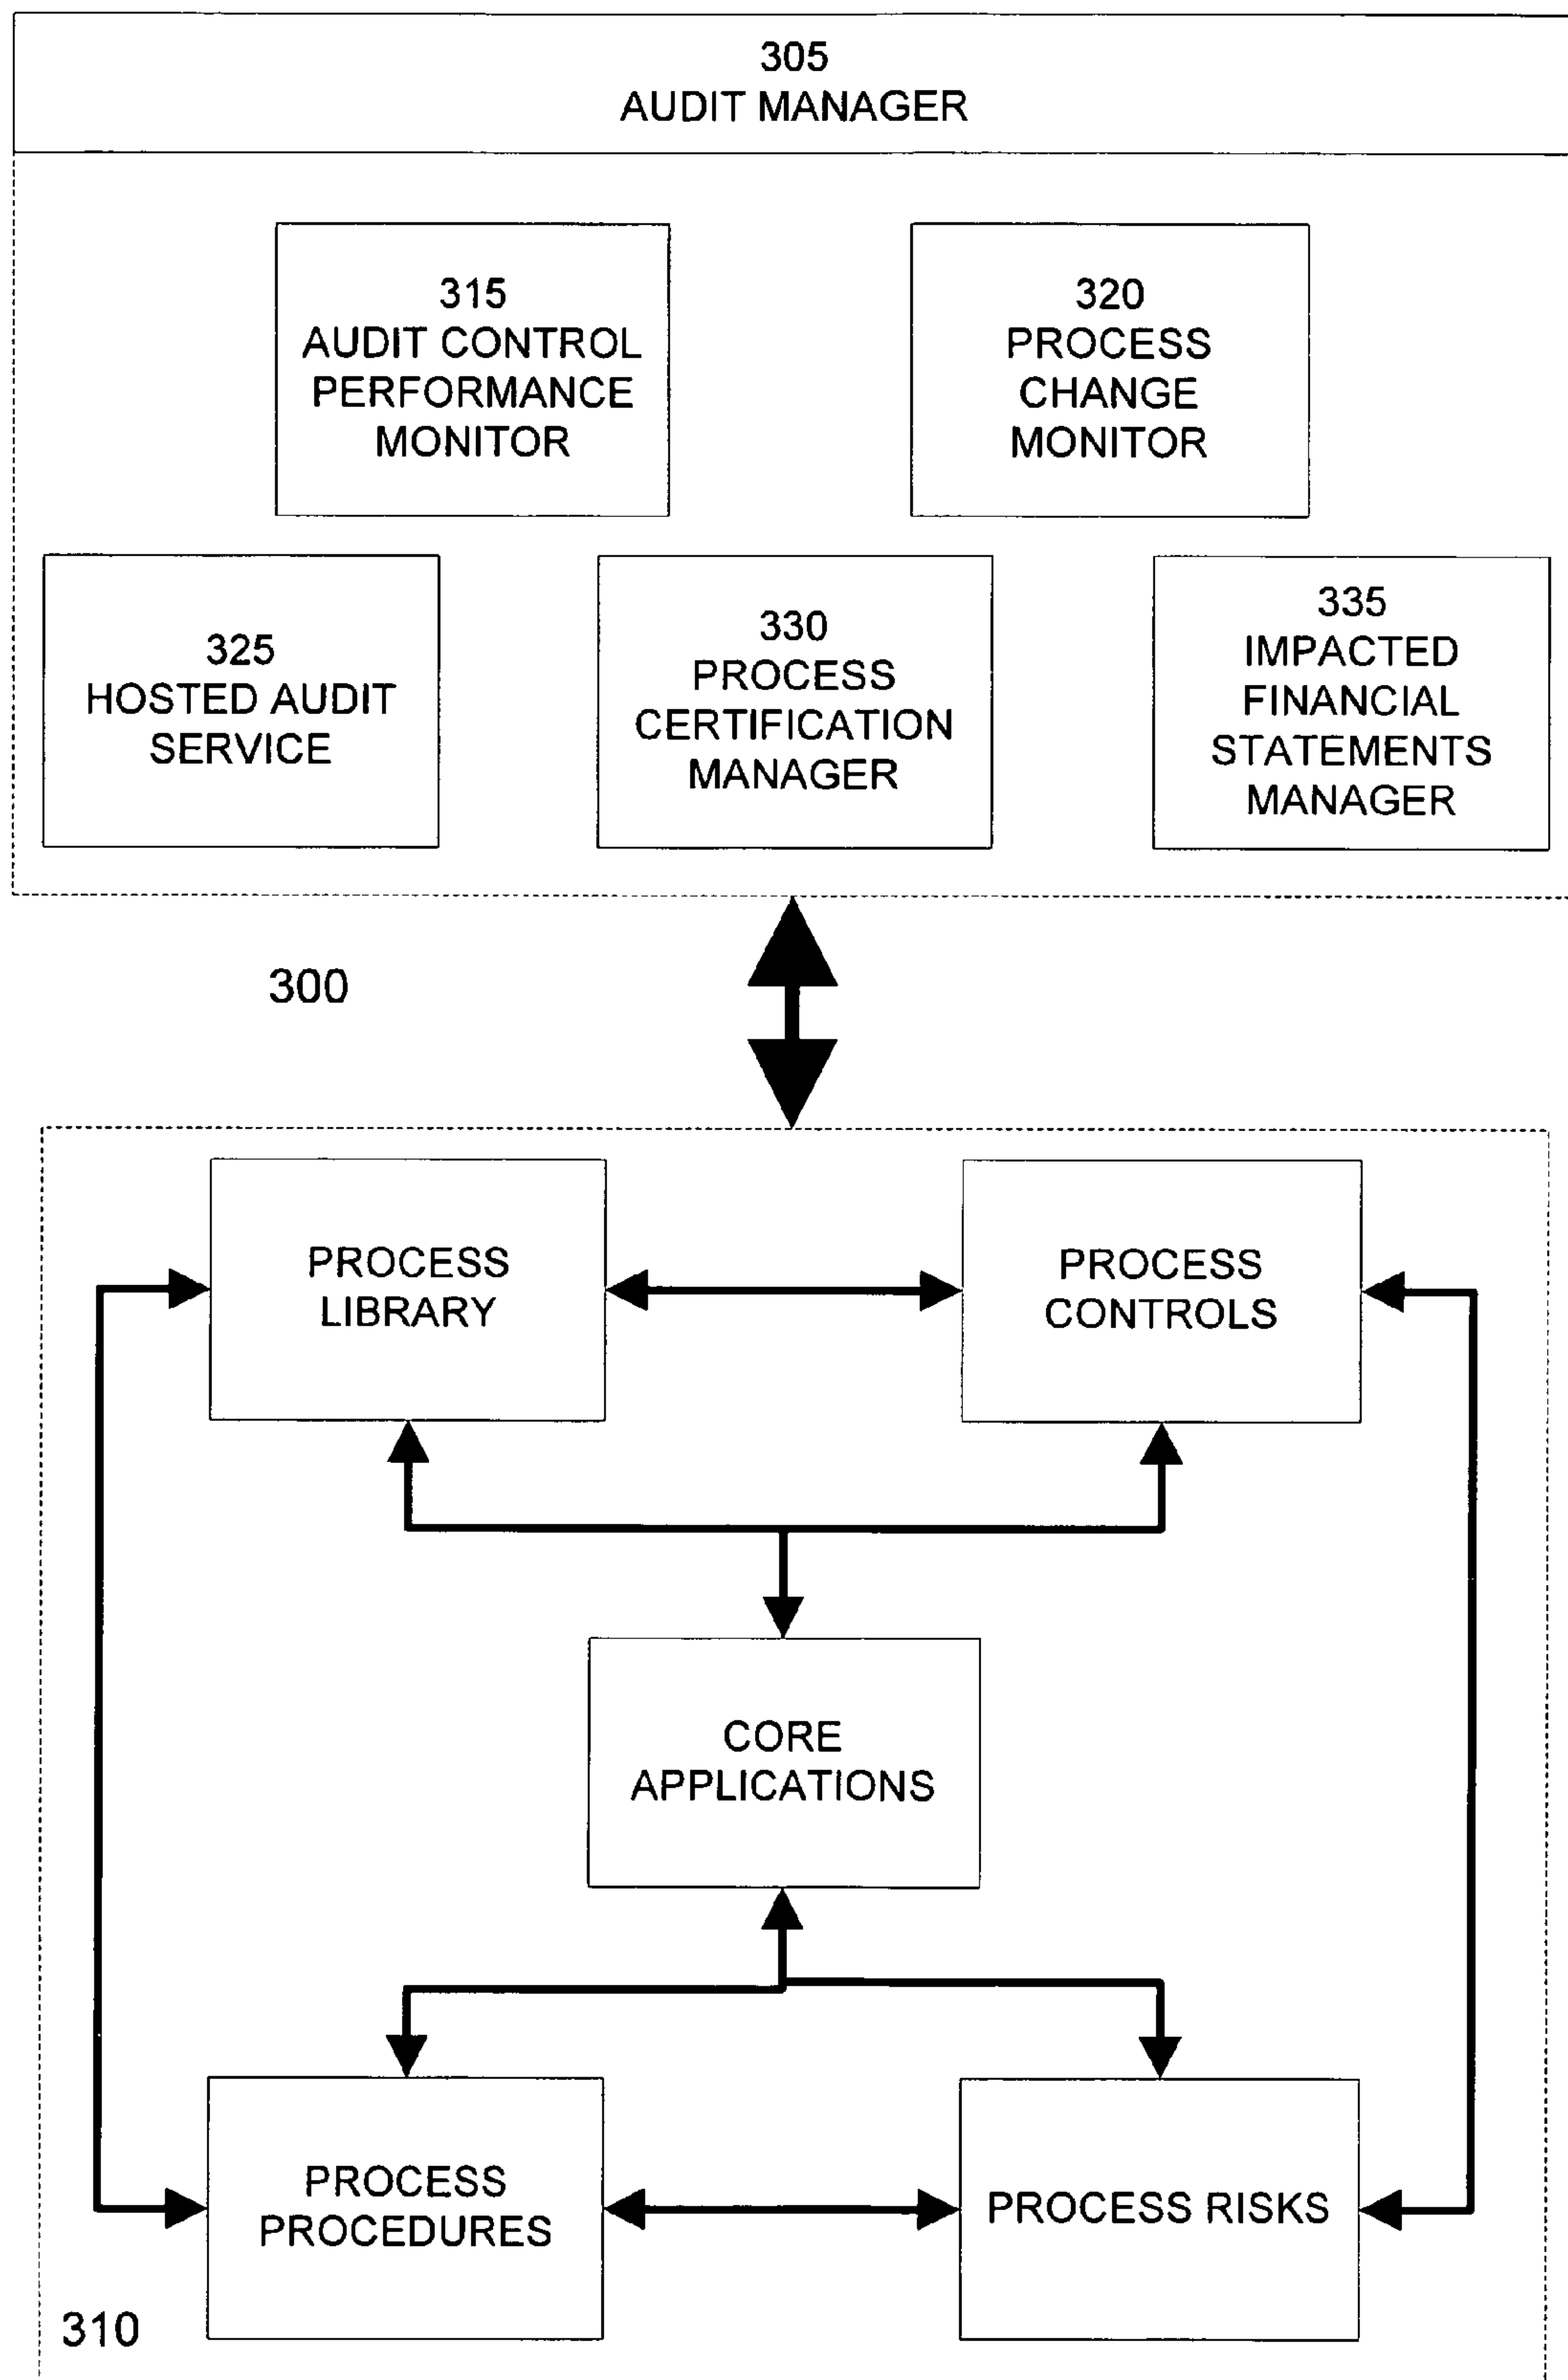 305
AUDIT MANAGER
315
AUDIT CONTROL
PERFORMANCE
MONITOR
320
PROCESS
CHANGE
MONITOR
325
HOSTED AUDIT
SERVICE
330
PROCESS
CERTIFICATION
MANAGER
335
IMPACTED
FINANCIAL
STATEMENTS
MANAGER
300
PROCESS
LIBRARY
PROCESS
CONTROLS
CORE
APPLICATIONS
PROCESS
PROCEDURES
PROCESS RISKS
310